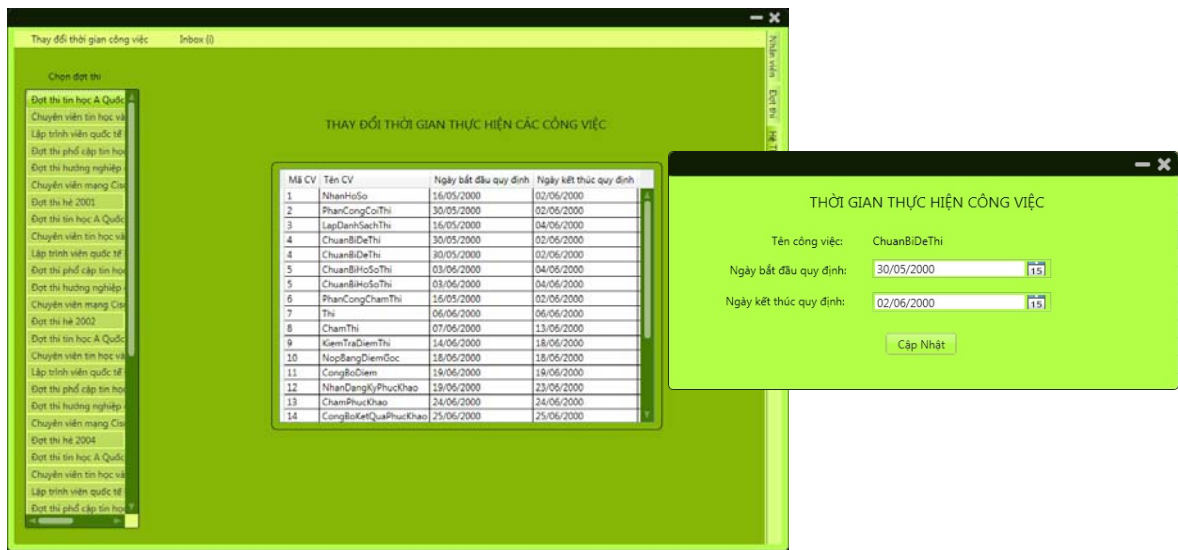 Thay đổi thời gian công việc Inbox (i)
Nhân viên
Đợt thi
Chọn đợt thi
Đợt thi tin học A Quốc
Chuyên viên tin học vă
Lập trình viên quốc tế
Đợt thi phổ cập tin học
Đợt thi hướng nghiệp
Chuyên viên mạng Cisc
Đợt thi hè 2001
Đợt thi tin học A Quốc
Chuyên viên tin học vă
Lập trình viên quốc tế
Đợt thi phổ cập tin học
Đợt thi hướng nghiệp
Chuyên viên mạng Cisc
Đợt thi hè 2002
Đợt thi tin học A Quốc
Chuyên viên tin học vă
Lập trình viên quốc tế
Đợt thi phổ cập tin học
Đợt thi hướng nghiệp
Chuyên viên mạng Cisc
Đợt thi hè 2004
Đợt thi tin học A Quốc
Chuyên viên tin học vă
Lập trình viên quốc tế
Đợt thi phổ cập tin học
THAY ĐỔI THỜI GIAN THỰC HIỆN CÁC CÔNG VIỆC
Mã CV Tên CV Ngày bắt đầu quy định Ngày kết thúc quy định
1 NhanHoSo 16/05/2000 02/06/2000
2 PhanCongCoiThi 30/05/2000 02/06/2000
3 LapDanhSachThi 16/05/2000 04/06/2000
4 ChuanBiDeThi 30/05/2000 02/06/2000
4 ChuanBiDeThi 30/05/2000 02/06/2000
5 ChuanBiHoSoThi 03/06/2000 04/06/2000
5 ChuanBiHoSoThi 03/06/2000 04/06/2000
6 PhanCongChamThi 16/05/2000 02/06/2000
7 Thi 06/06/2000 06/06/2000
8 ChamThi 07/06/2000 13/06/2000
9 KiemTraDiemThi 14/06/2000 18/06/2000
10 NopBangDiemGoc 18/06/2000 18/06/2000
11 CongBoDiem 19/06/2000 19/06/2000
12 NhanDangKyPhucKhao 19/06/2000 23/06/2000
13 ChamPhucKhao 24/06/2000 24/06/2000
14 CongBoKetQuaPhucKhao 25/06/2000 25/06/2000
THỜI GIAN THỰC HIỆN CÔNG VIỆC
Tên công việc: ChuanBiDeThi
Ngày bắt đầu quy định: 30/05/2000 15
Ngày kết thúc quy định: 02/06/2000 15
Cập Nhật